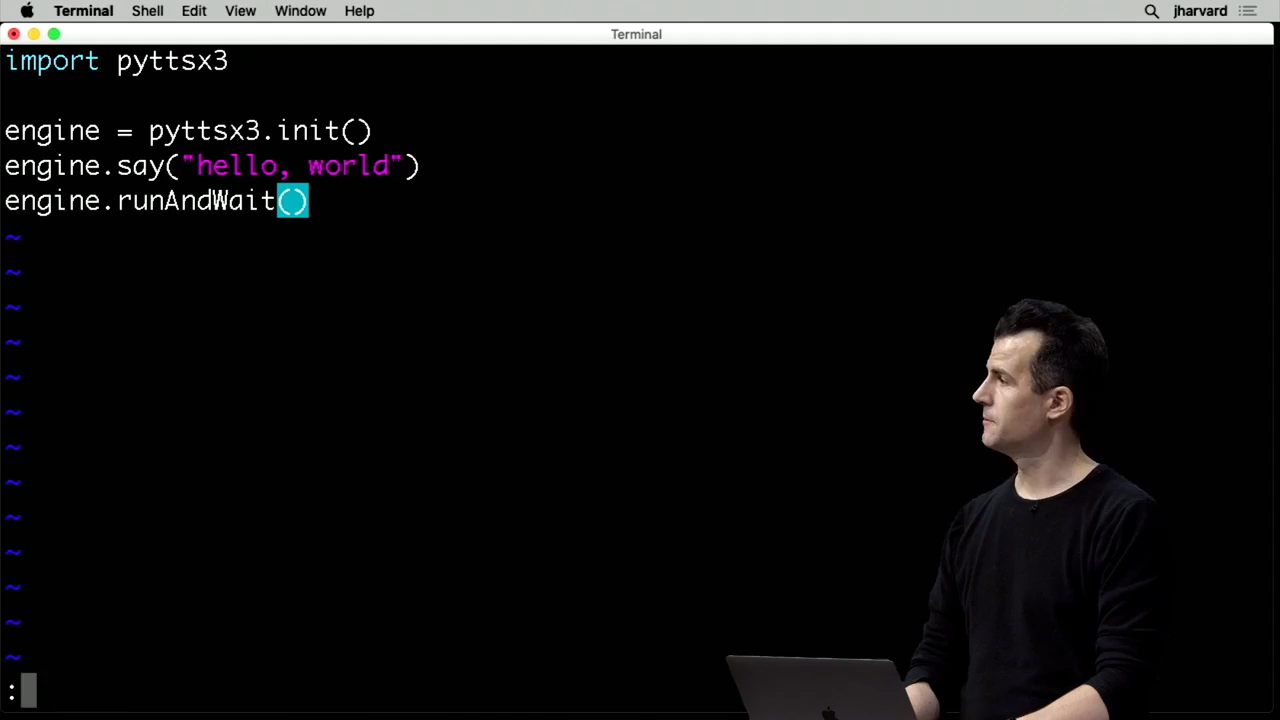 Terminal Shell Edit View Window Help jharvard
Terminal
import pyttsx3
engine = pyttsx3.init()
engine.say("hello, world")
engine.runAndWait()
~
~
~
~
~
~
~
~
~
~
~
~
~
: